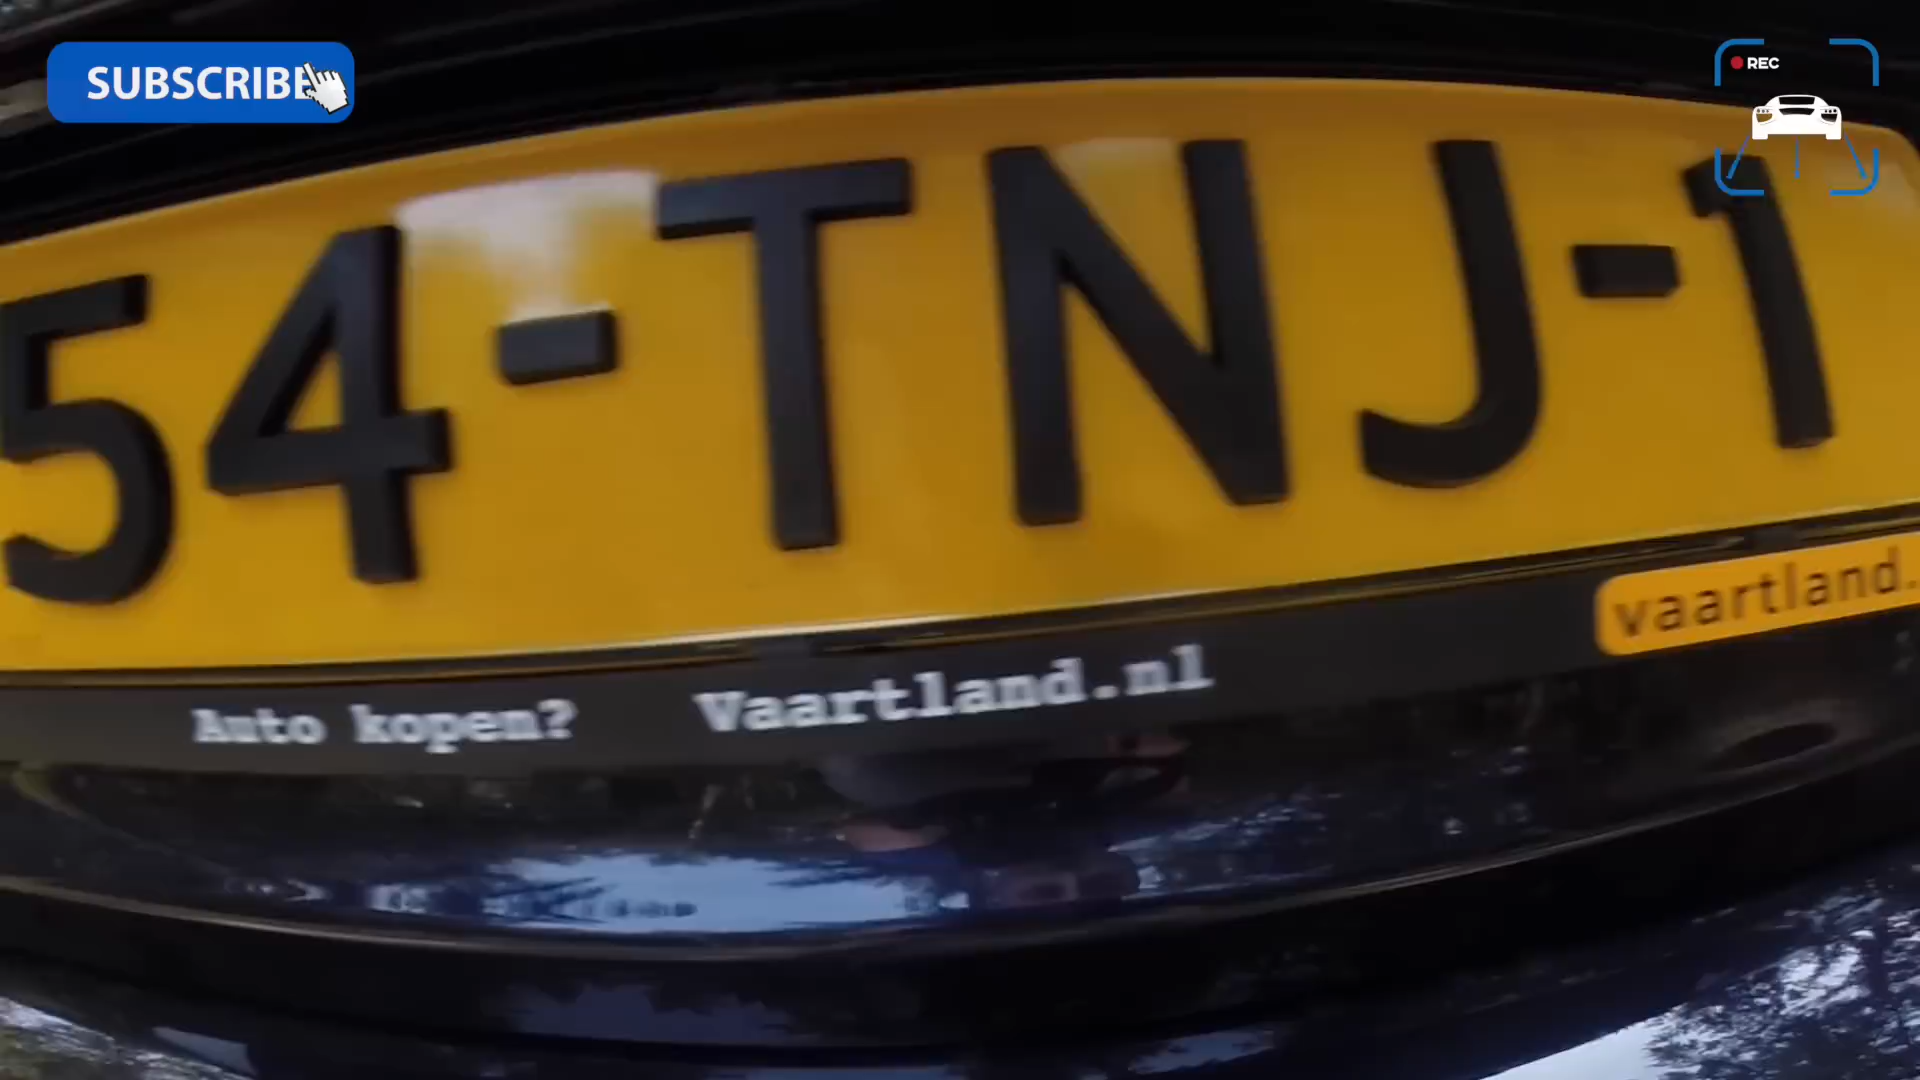 SUBSCRIBE
REC
54-TNJ-1
vaartland.
Auto kopen? Vaartland.nl